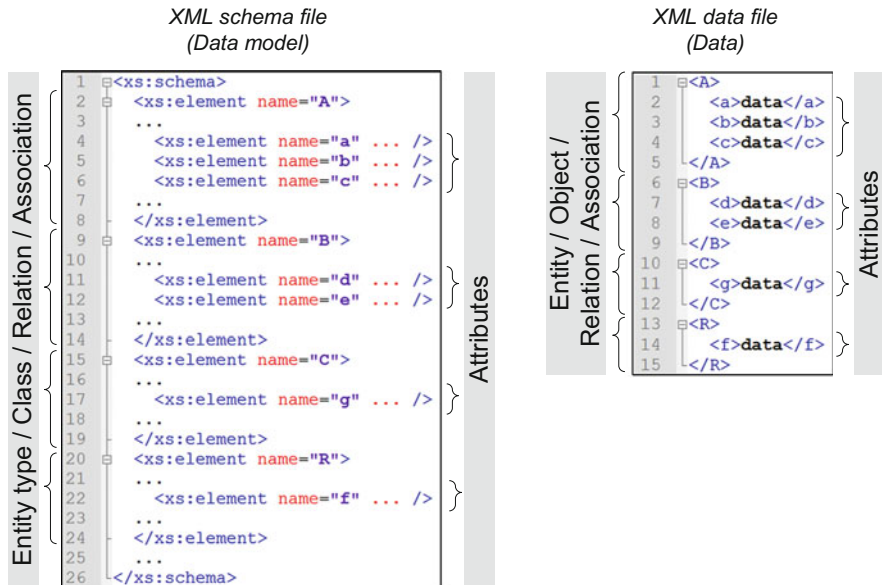 XML schema file
(Data model)
Entity type / Class / Relation / Association
1 <xs:schema>
2 <xs:element name="A">
3 ...
4 <xs:element name="a" ... />
5 <xs:element name="b" ... />
6 <xs:element name="c" ... />
7 ...
8 </xs:element>
9 <xs:element name="B">
10 ...
11 <xs:element name="d" ... />
12 <xs:element name="e" ... />
13 ...
14 </xs:element>
15 <xs:element name="C">
16 ...
17 <xs:element name="g" ... />
18 ...
19 </xs:element>
20 <xs:element name="R">
21 ...
22 <xs:element name="f" ... />
23 ...
24 </xs:element>
25 ...
26 </xs:schema>
Attributes
XML data file
(Data)
Entity / Object /
Relation / Association
1 <A>
2 <a>data</a>
3 <b>data</b>
4 <c>data</c>
5 </A>
6 <B>
7 <d>data</d>
8 <e>data</e>
9 </B>
10 <C>
11 <g>data</g>
12 </C>
13 <R>
14 <f>data</f>
15 </R>
Attributes